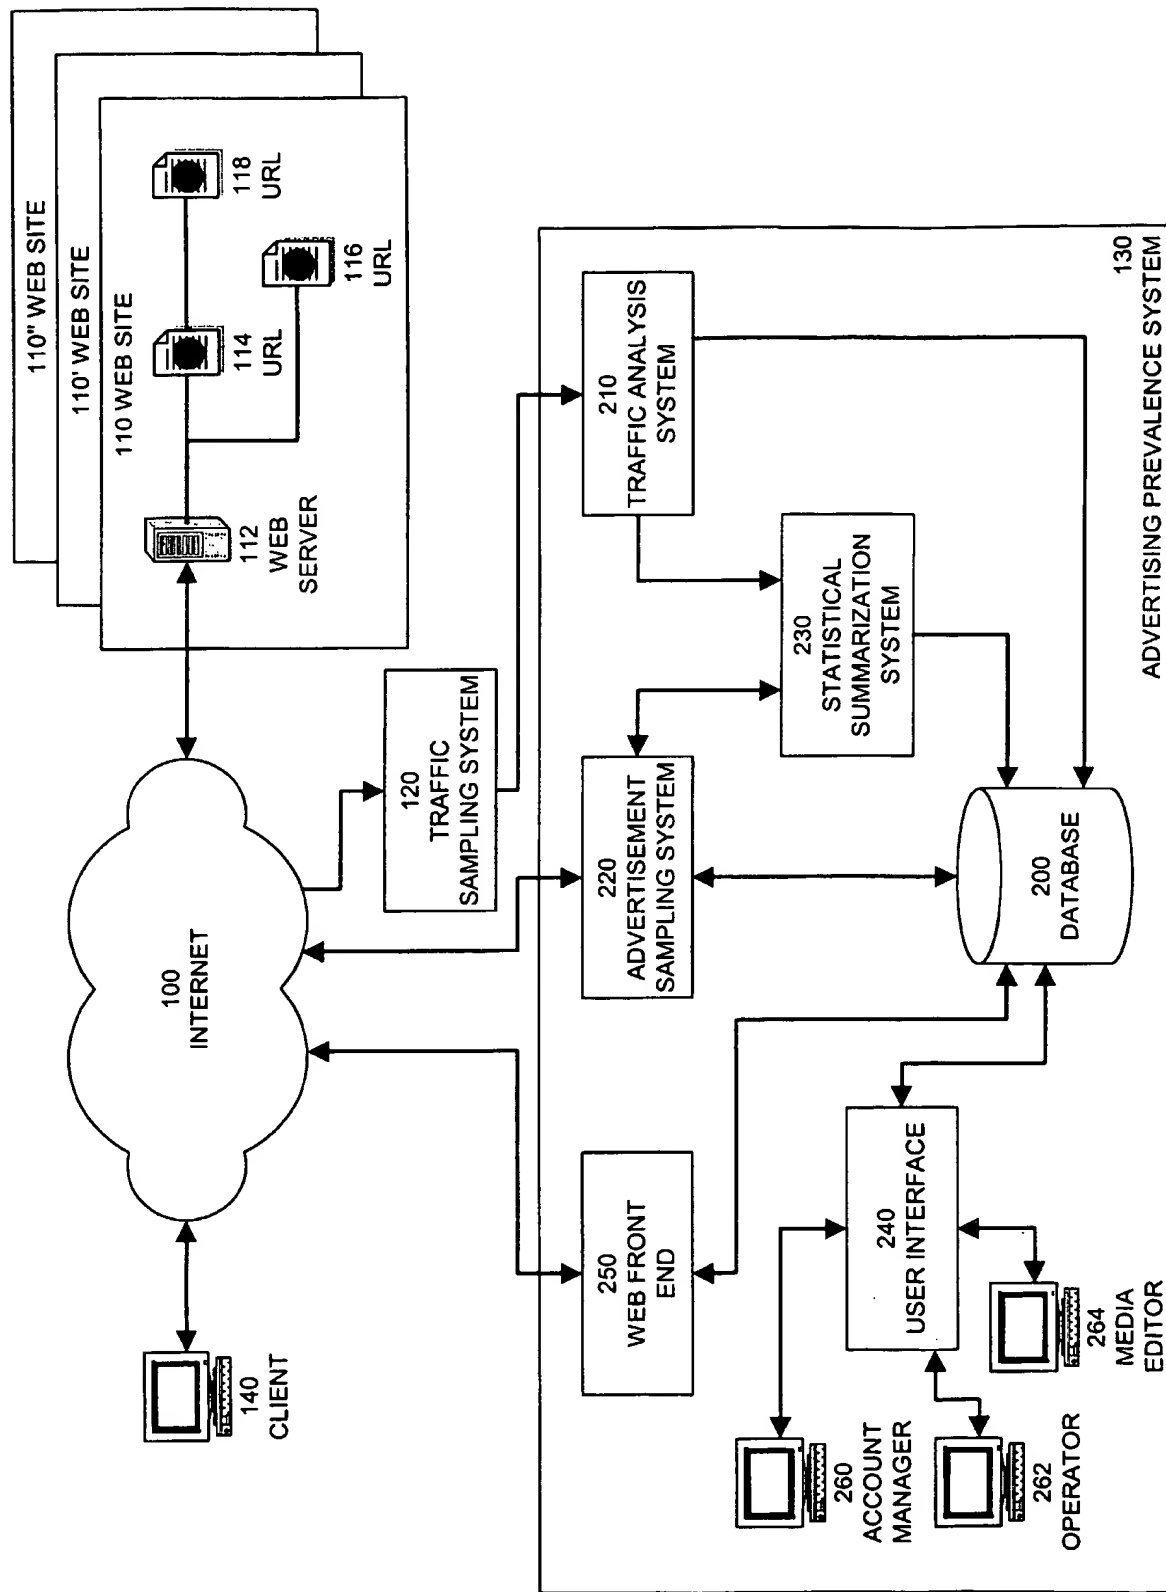 110" WEB SITE
110' WEB SITE
110 WEB SITE
118
URL
114
URL
116
URL
112
WEB
SERVER
100
INTERNET
140
CLIENT
120
TRAFFIC
SAMPLING SYSTEM
210
TRAFFIC ANALYSIS
SYSTEM
220
ADVERTISEMENT
SAMPLING SYSTEM
230
STATISTICAL
SUMMARIZATION
SYSTEM
250
WEB FRONT
END
200
DATABASE
240
USER INTERFACE
260
ACCOUNT
MANAGER
262
OPERATOR
264
MEDIA
EDITOR
130
ADVERTISING PREVALENCE SYSTEM